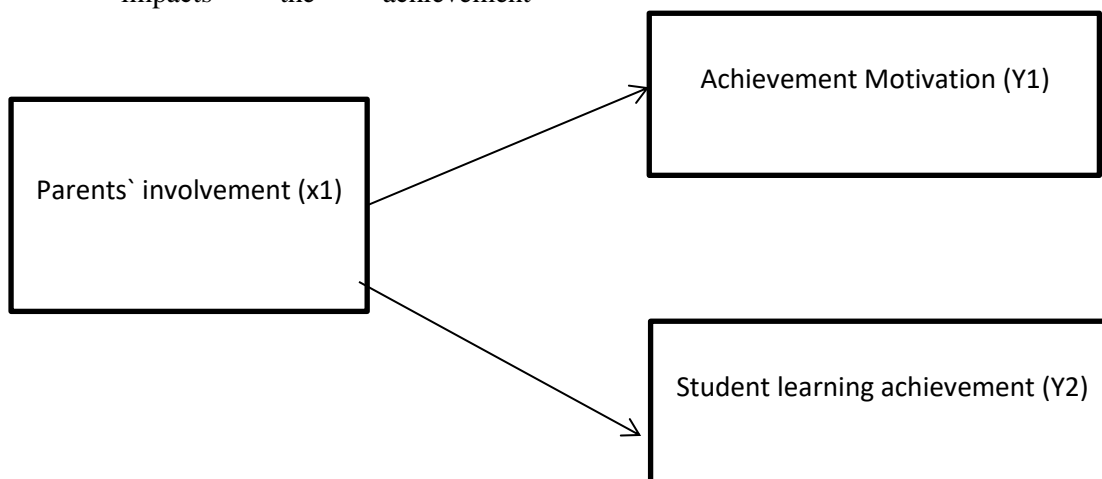 impacts the achievement
Achievement Motivation (Y1)
Parents` involvement (x1)
Student learning achievement (Y2)